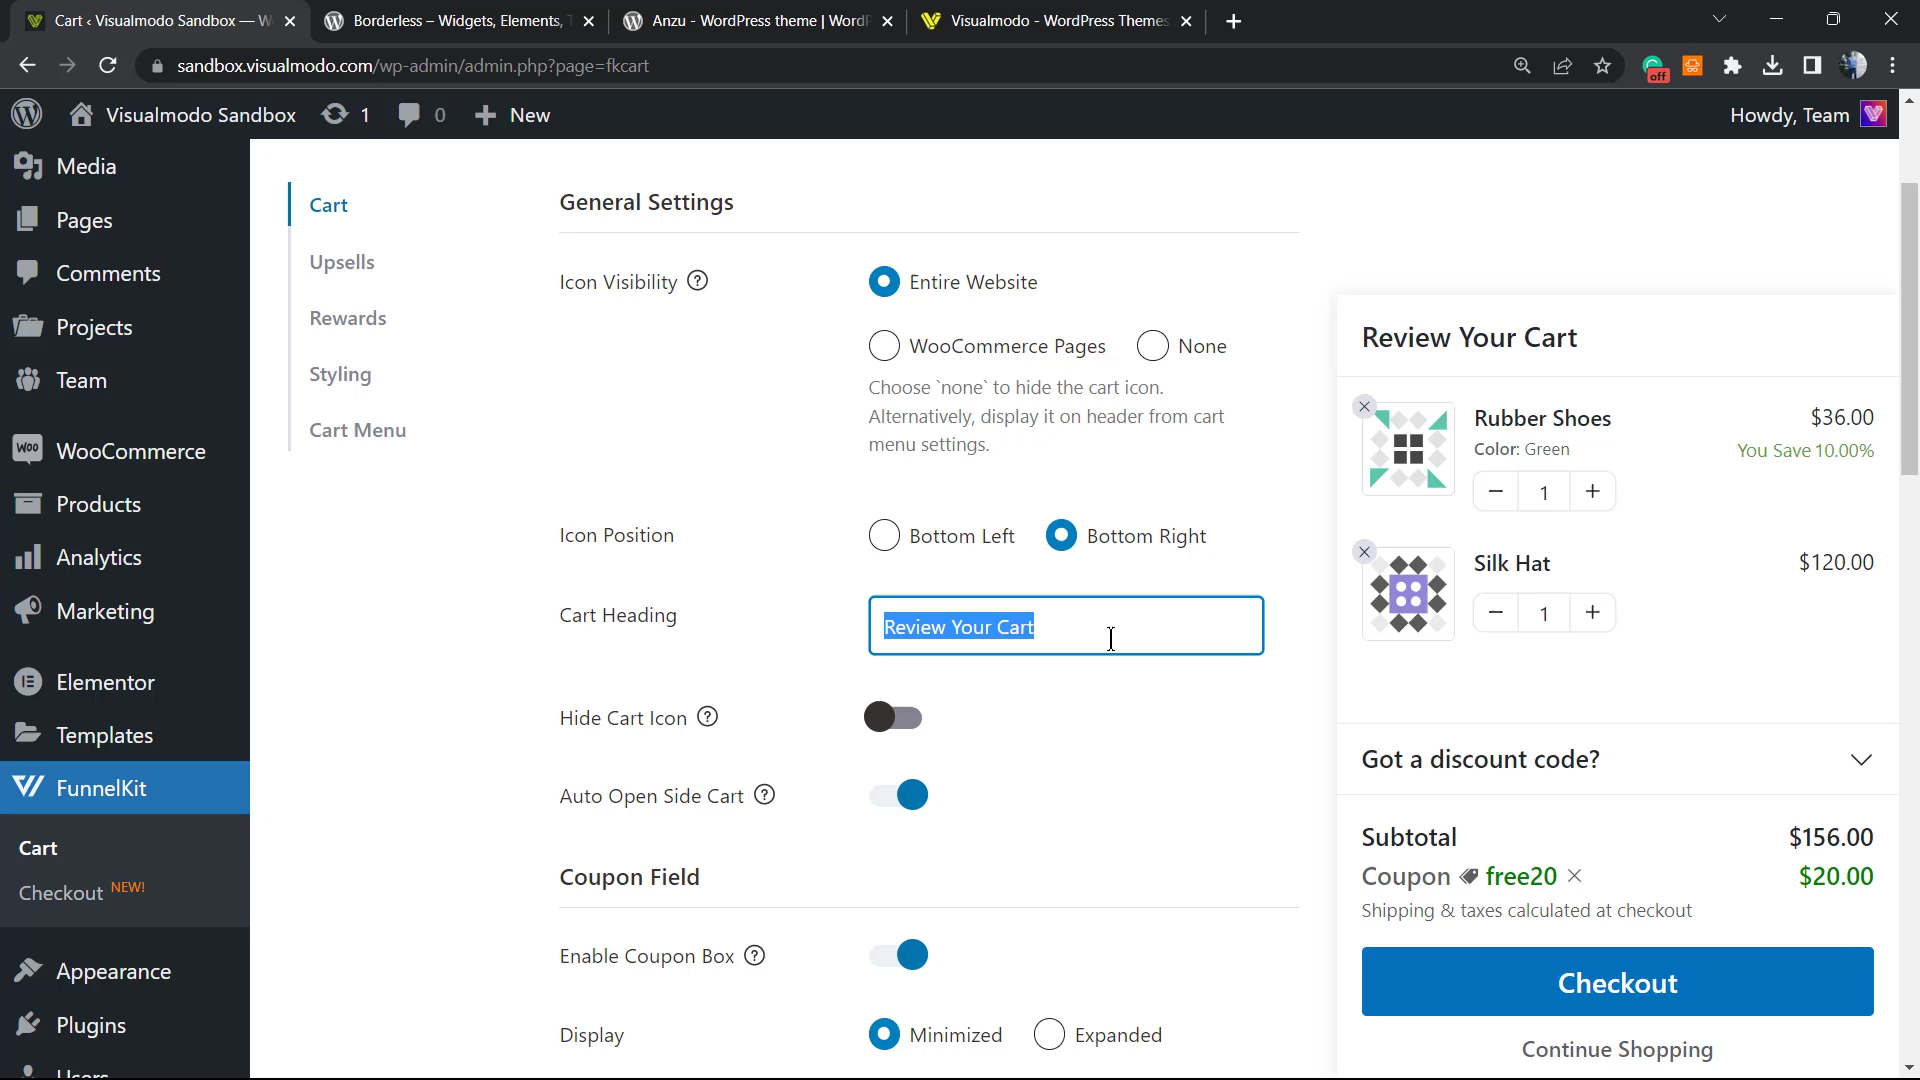 Cart ‹ Visualmodo Sandbox — W
Borderless – Widgets, Elements, T
Anzu - WordPress theme | WordP
Visualmodo - WordPress Themes
sandbox.visualmodo.com/wp-admin/admin.php?page=fkcart
off
Visualmodo Sandbox
1
0
New
Howdy, Team
Media
Pages
Comments
Projects
Team
Woo
WooCommerce
Products
Analytics
Marketing
Elementor
Templates
FunnelKit
Cart
Checkout NEW!
Appearance
Plugins
Users
Cart
Upsells
Rewards
Styling
Cart Menu
General Settings
Icon Visibility ?
Entire Website
WooCommerce Pages
None
Choose `none` to hide the cart icon.
Alternatively, display it on header from cart
menu settings.
Icon Position
Bottom Left
Bottom Right
Cart Heading
Review Your Cart
Hide Cart Icon ?
Auto Open Side Cart ?
Coupon Field
Enable Coupon Box ?
Display
Minimized
Expanded
Review Your Cart
Rubber Shoes
$36.00
Color: Green
You Save 10.00%
− 1 +
Silk Hat
$120.00
− 1 +
Got a discount code?
Subtotal
$156.00
Coupon free20 ×
$20.00
Shipping & taxes calculated at checkout
Checkout
Continue Shopping